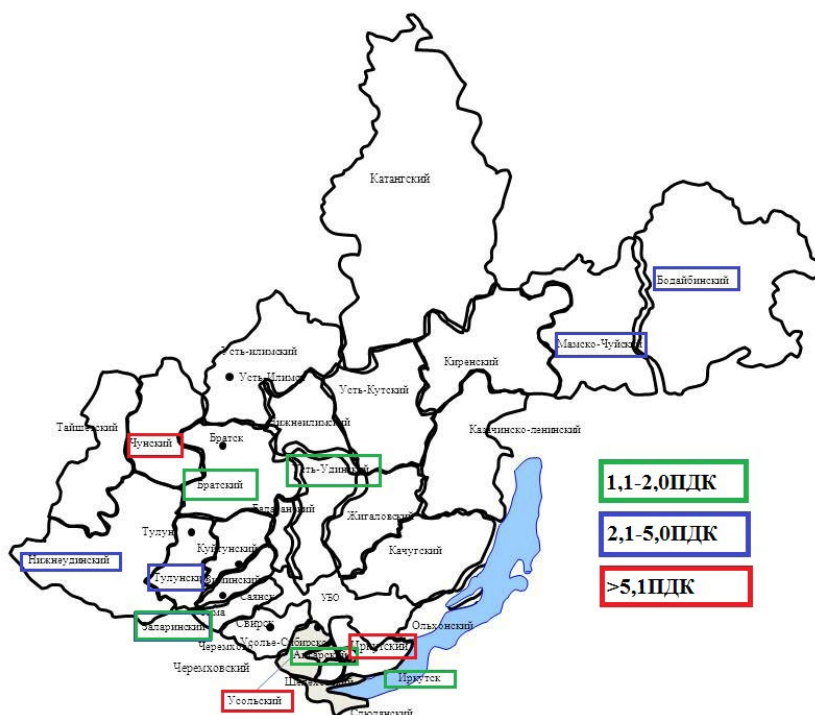 Катангский
Бодайбинский
Мамско-Чуйский
Усть-илимский
Киренский
Усть-Илимск
Усть-Кутский
Нижнеилимский
Тайшетский
Казачинско-ленинский
Чунский
Братск
Усть-Удинский
1,1-2,0ПДК
Братский
Балаганский
Жигаловский
Тулун
2,1-5,0ПДК
Куйтунский
Качугский
Нижнеудинский
Тулунский
Саянск
>5,1ПДК
УБО
Заларинский
Свирск
Ольхонский
Усолье-Сибирское
Иркутский
Ангарский
Черемховский
Шелеховский
Иркутск
Усольский
Слюдянский